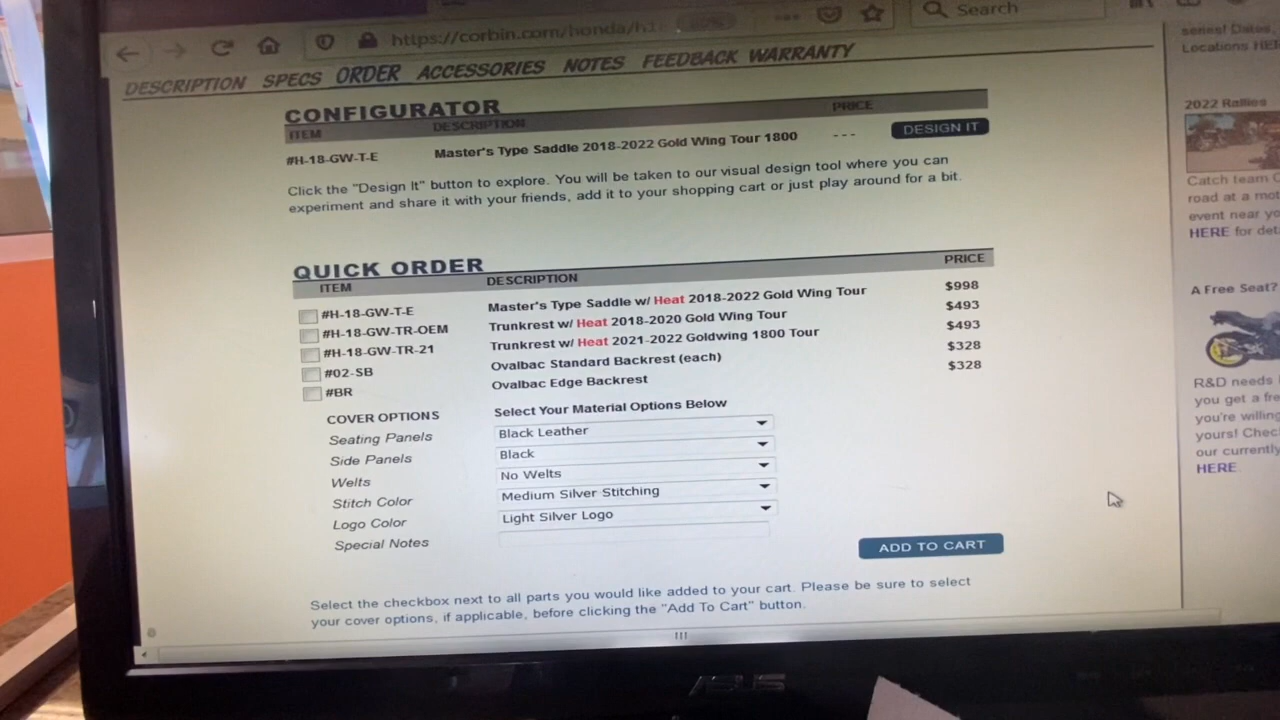 https://corbin.com/honda/h18
Search
DESCRIPTION SPECS ORDER ACCESSORIES NOTES FEEDBACK WARRANTY
CONFIGURATOR
ITEM DESCRIPTION PRICE
#H-18-GW-T-E Master's Type Saddle 2018-2022 Gold Wing Tour 1800 --- DESIGN IT
Click the "Design It" button to explore. You will be taken to our visual design tool where you can
experiment and share it with your friends, add it to your shopping cart or just play around for a bit.
QUICK ORDER
ITEM DESCRIPTION PRICE
#H-18-GW-T-E Master's Type Saddle w/ Heat 2018-2022 Gold Wing Tour $998
#H-18-GW-TR-OEM Trunkrest w/ Heat 2018-2020 Gold Wing Tour $493
#H-18-GW-TR-21 Trunkrest w/ Heat 2021-2022 Goldwing 1800 Tour $493
#02-SB Ovalbac Standard Backrest (each) $328
#BR Ovalbac Edge Backrest $328
COVER OPTIONS Select Your Material Options Below
Seating Panels Black Leather
Side Panels Black
Welts No Welts
Stitch Color Medium Silver Stitching
Logo Color Light Silver Logo
Special Notes
ADD TO CART
Select the checkbox next to all parts you would like added to your cart. Please be sure to select
your cover options, if applicable, before clicking the "Add To Cart" button.
series! Dates,
Locations HE
2022 Rallies
Catch team
road at a mot
event near yo
HERE for det
A Free Seat?
R&D needs
you get a fre
you're willin
yours! Chec
our currently
HERE
ASUS